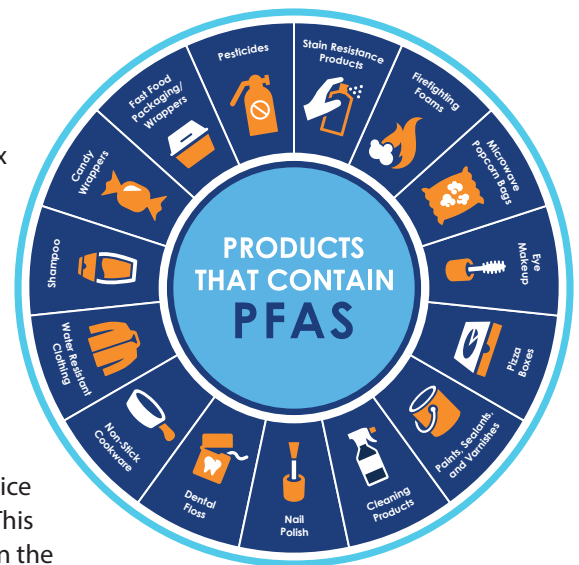 PRODUCTS
THAT CONTAIN
PFAS
Pesticides
Stain Resistance
Products
Firefighting
Foams
Microwave
Popcorn Bags
Eye
Makeup
Pizza
Boxes
Paints, Sealants,
and Varnishes
Cleaning
Products
Nail
Polish
Dental
Floss
Non-Stick
Cookware
Water Resistant
Clothing
Shampoo
Candy
Wrappers
Fast Food
Packaging/
Wrappers